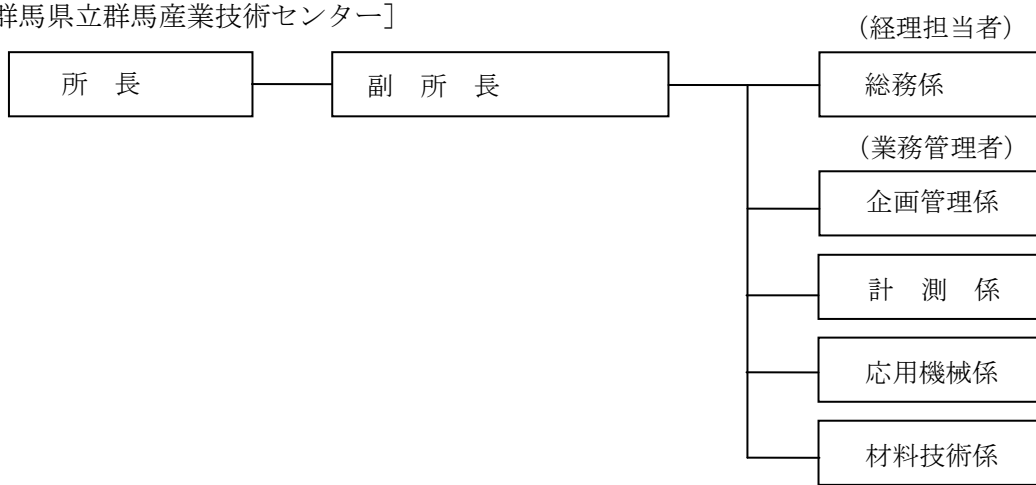 群馬県立群馬産業技術センター］
（経理担当者）
所　長
副　所　長
総務係
（業務管理者）
企画管理係
計　測　係
応用機械係
材料技術係